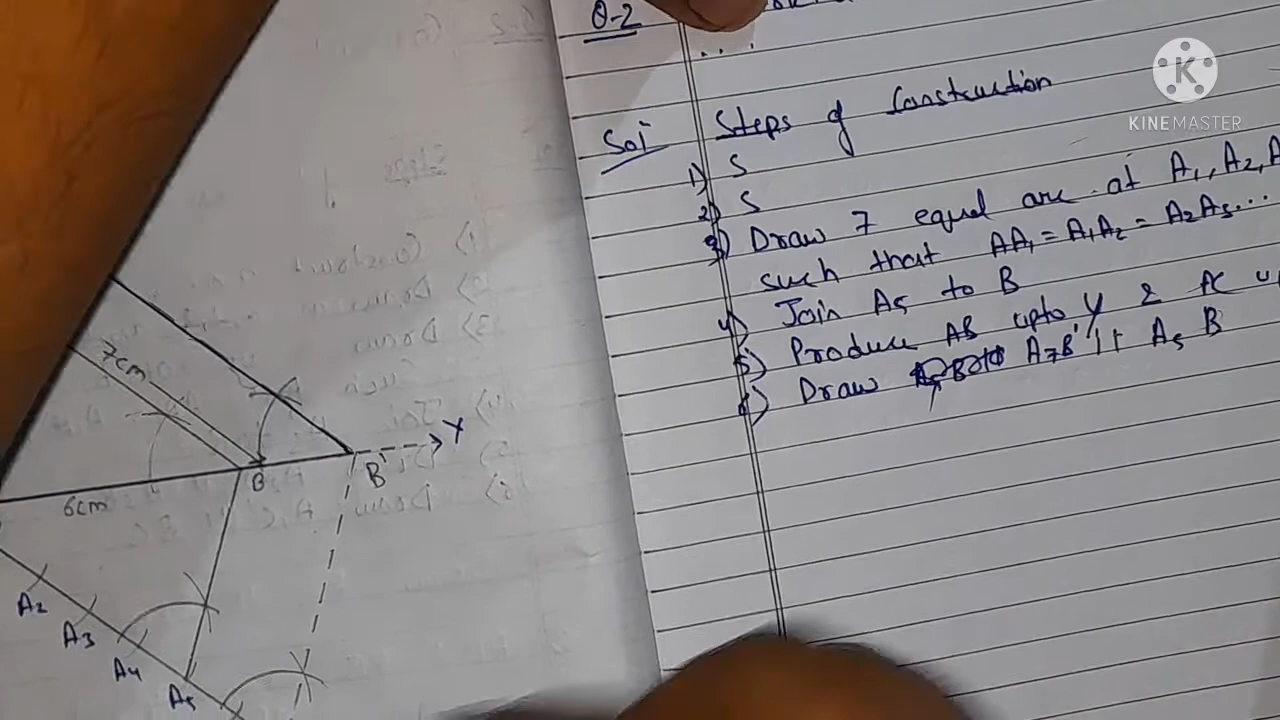 Q-2
Sol Steps of Construction
1) S
2) S
3) Draw 7 equal arc at A1, A2, A
such that AA1 = A1A2 = A2A3...
4) Join A5 to B
5) Produce AB upto Y & AC u
6) Draw A7B' || A5 B
7cm
Y
B
B'
6cm
A2
A3
A4
A5
K
KINEMASTER